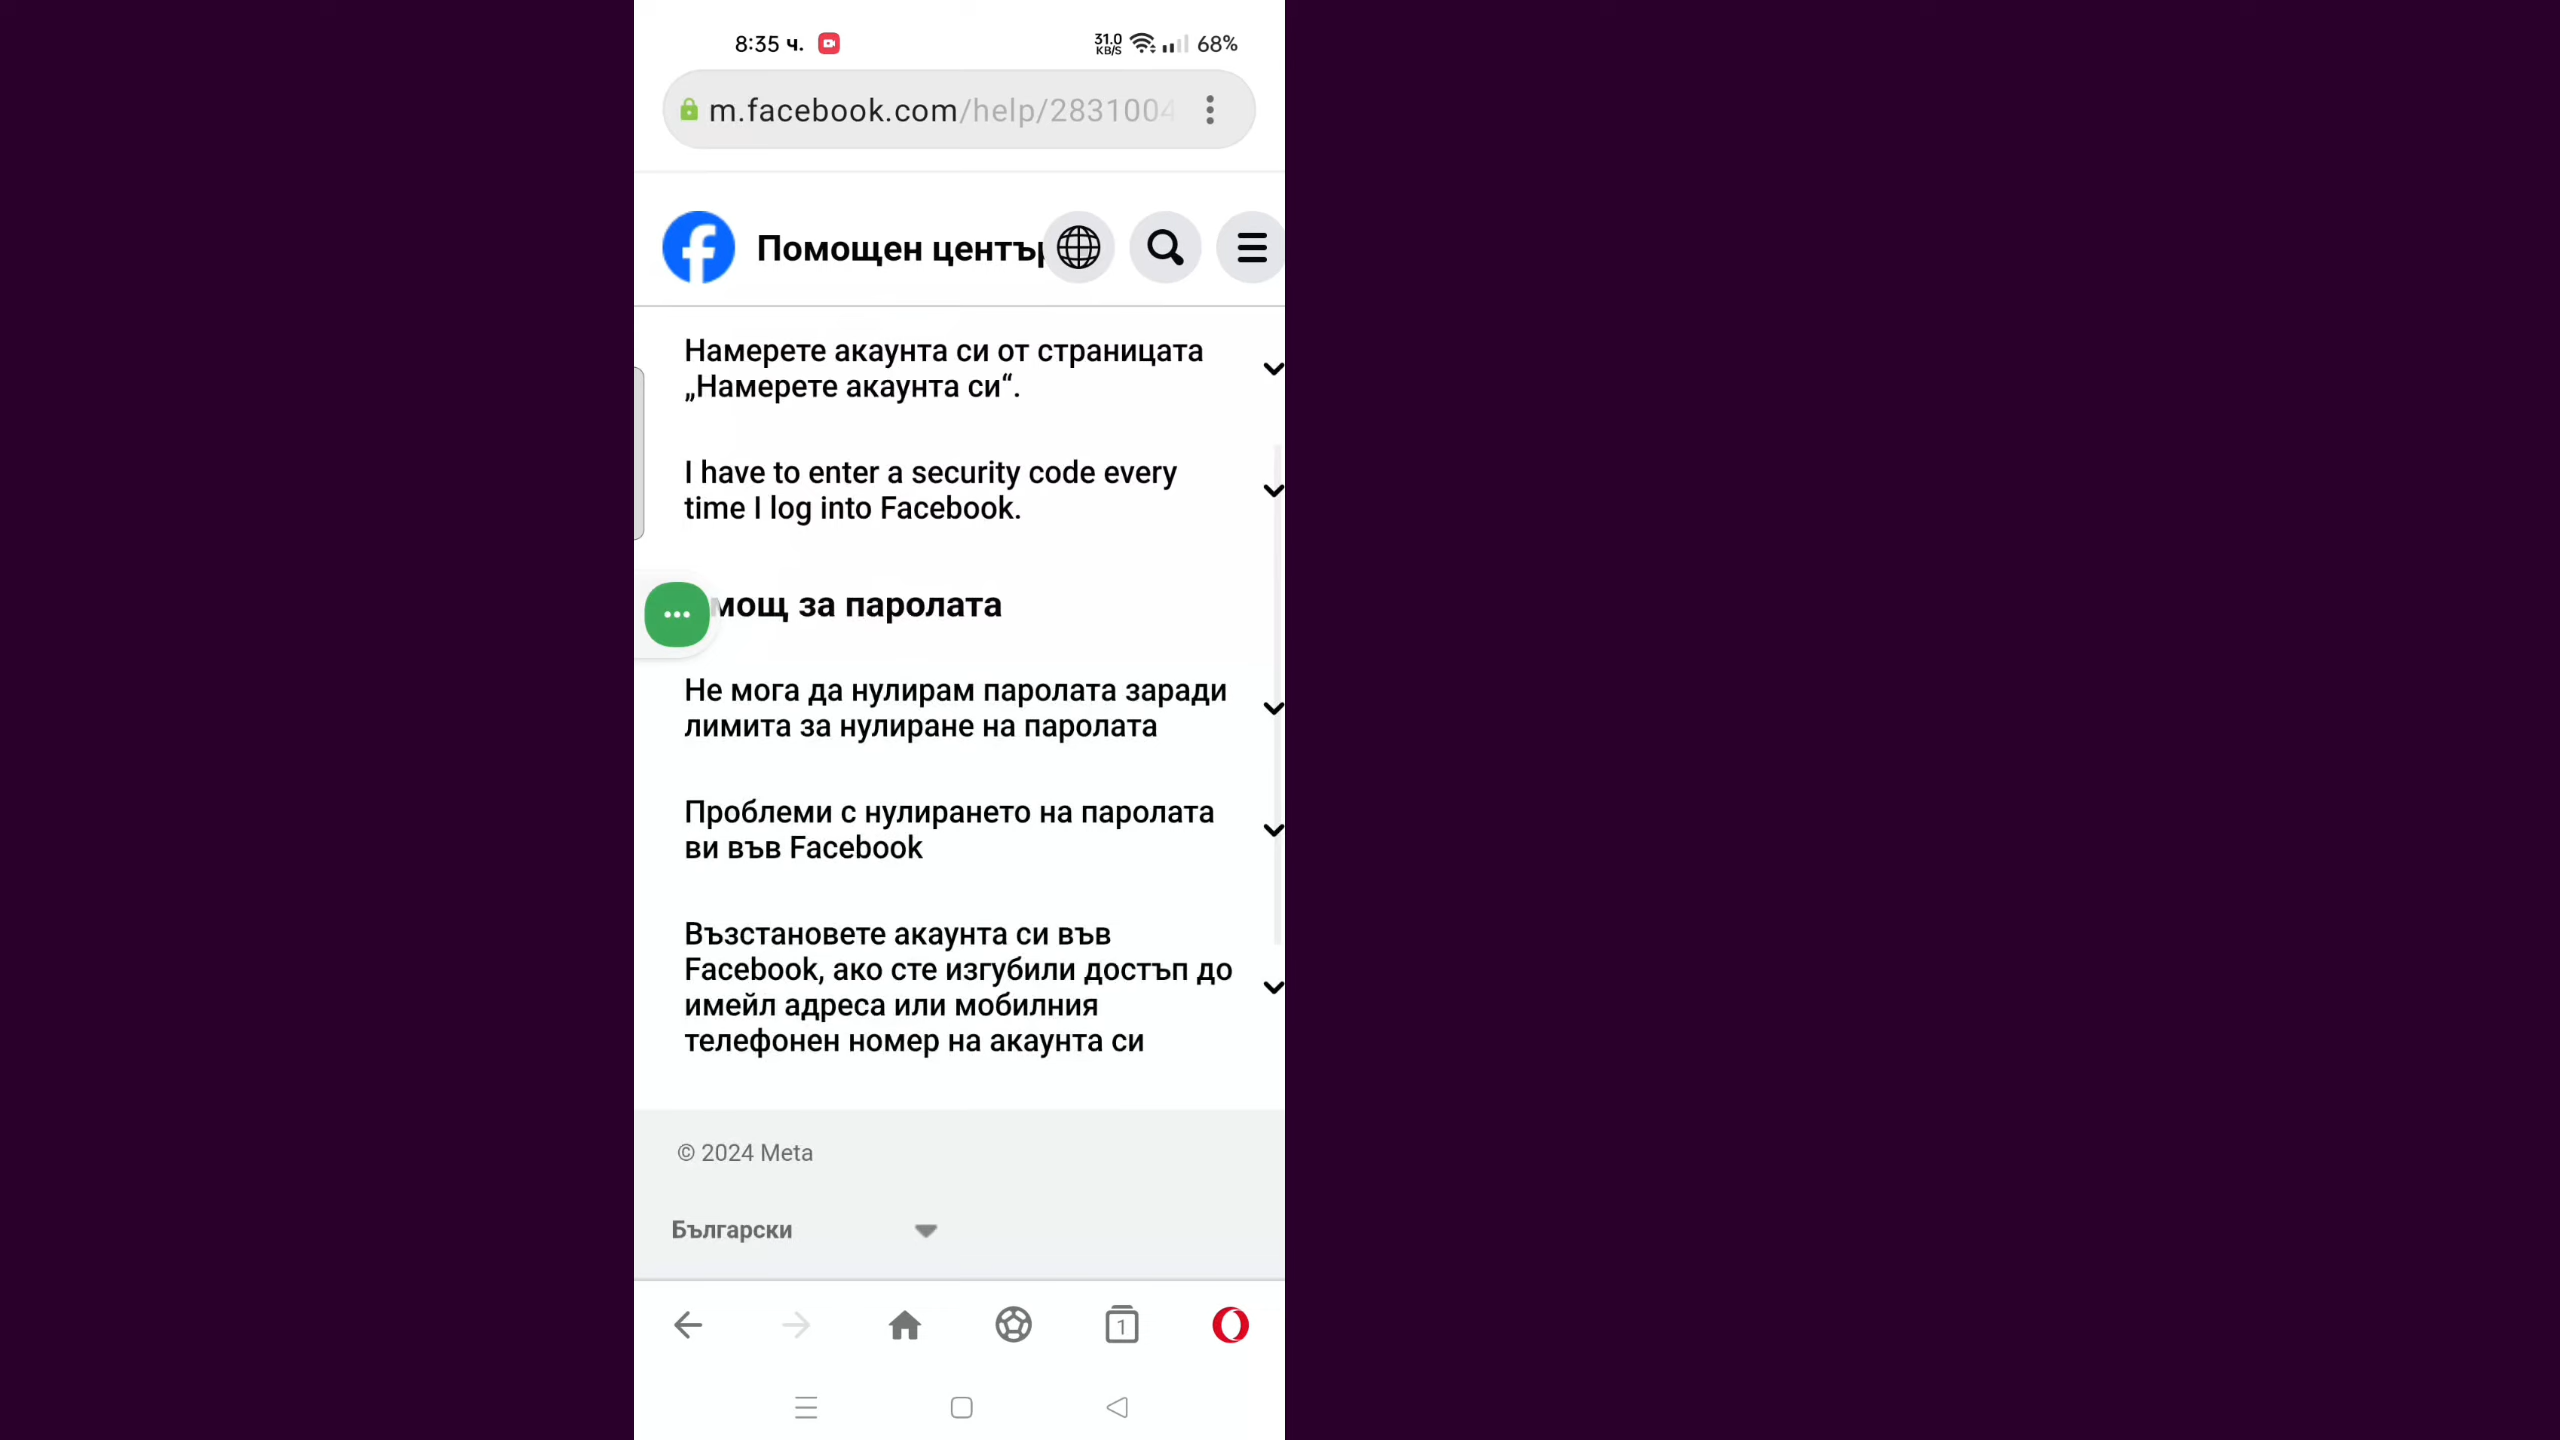 8:35 ч.
31.0
KB/S
68%
m.facebook.com/help/2831004
Помощен център
Намерете акаунта си от страницата
„Намерете акаунта си“.
I have to enter a security code every
time I log into Facebook.
мощ за паролата
Не мога да нулирам паролата заради
лимита за нулиране на паролата
Проблеми с нулирането на паролата
ви във Facebook
Възстановете акаунта си във
Facebook, ако сте изгубили достъп до
имейл адреса или мобилния
телефонен номер на акаунта си
© 2024 Meta
Български
1